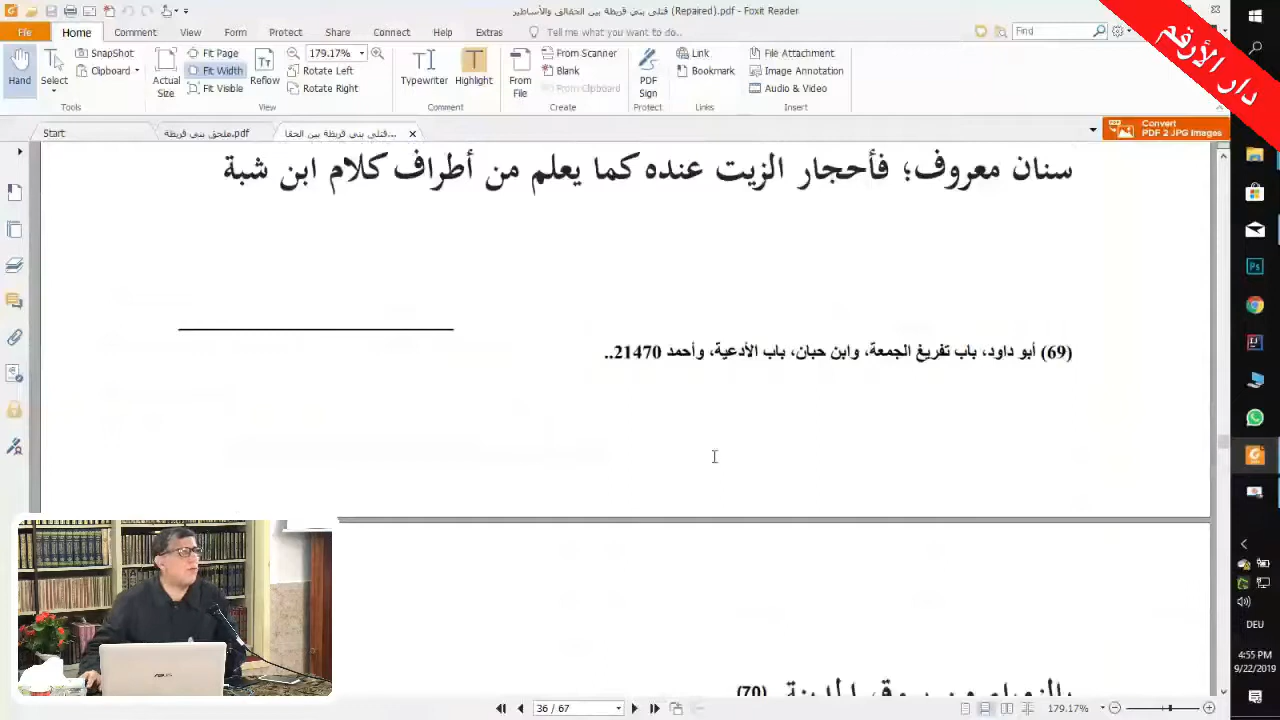 قتلى بني قريظة بين الحقائق والأساطير (Repaired).pdf - Foxit Reader
دار الأرقم
File Home Comment View Form Protect Share Connect Help Extras Tell me what you want to do.. Find
Hand
Select
SnapShot
Clipboard
Actual Size
Fit Page
Fit Width
Fit Visible
Reflow
179.17%
Rotate Left
Rotate Right
Typewriter
Highlight
From File
From Scanner
Blank
From Clipboard
PDF Sign
Link
Bookmark
File Attachment
Image Annotation
Audio & Video
Tools View Comment Create Protect Links Insert
Start ملحق بني قريظة.pdf قتلى بني قريظة بين الحقا...
Convert
PDF 2 JPG Images
سنان معروف؛ فأحجار الزيت عنده كما يعلم من أطراف كلام ابن شبة
(69) أبو داود، باب تفريغ الجمعة، وابن حبان، باب الأدعية، وأحمد 21470..
(70)
ASUS
DEU
4:55 PM
9/22/2019
36 / 67
179.17%